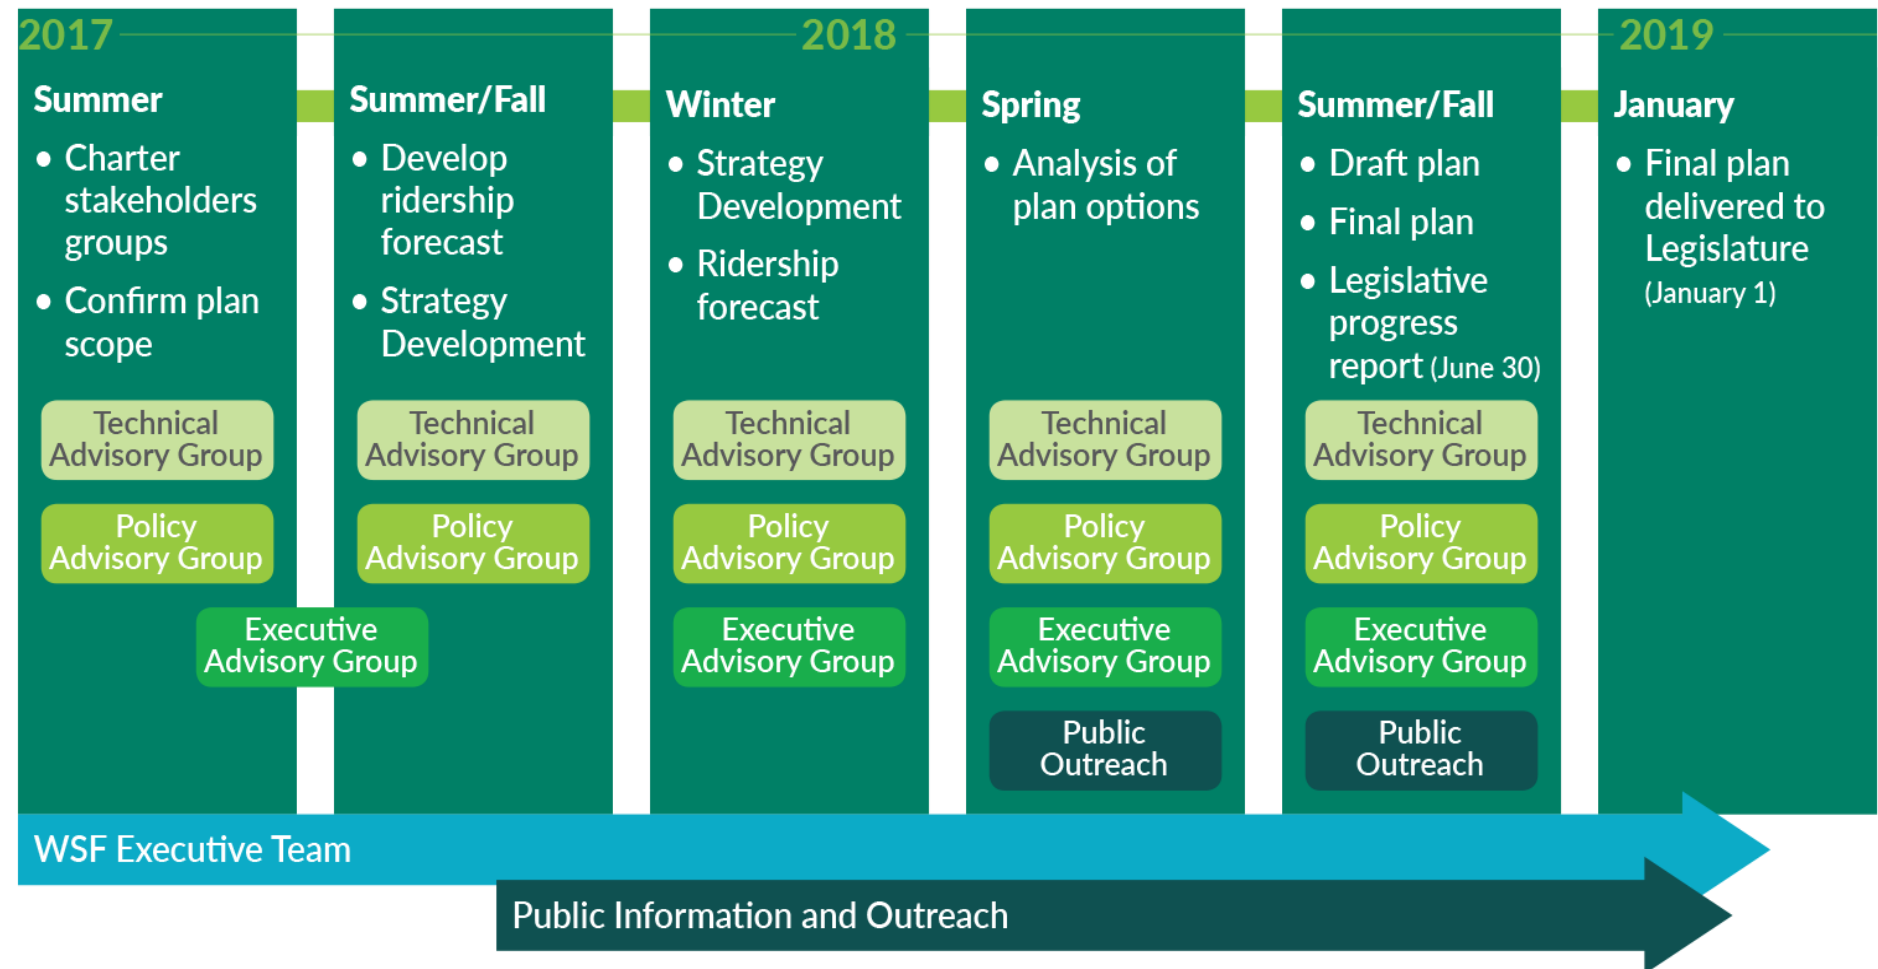 2017
2018
2019
Summer
• Charter
stakeholders
groups
• Confirm plan
scope
Technical
Advisory Group
Policy
Advisory Group
Summer/Fall
• Develop
ridership
forecast
• Strategy
Development
Technical
Advisory Group
Policy
Advisory Group
Executive
Advisory Group
Winter
• Strategy
Development
• Ridership
forecast
Technical
Advisory Group
Policy
Advisory Group
Executive
Advisory Group
Spring
• Analysis of
plan options
Technical
Advisory Group
Policy
Advisory Group
Executive
Advisory Group
Public
Outreach
Summer/Fall
• Draft plan
• Final plan
• Legislative
progress
report (June 30)
Technical
Advisory Group
Policy
Advisory Group
Executive
Advisory Group
Public
Outreach
January
• Final plan
delivered to
Legislature
(January 1)
WSF Executive Team
Public Information and Outreach